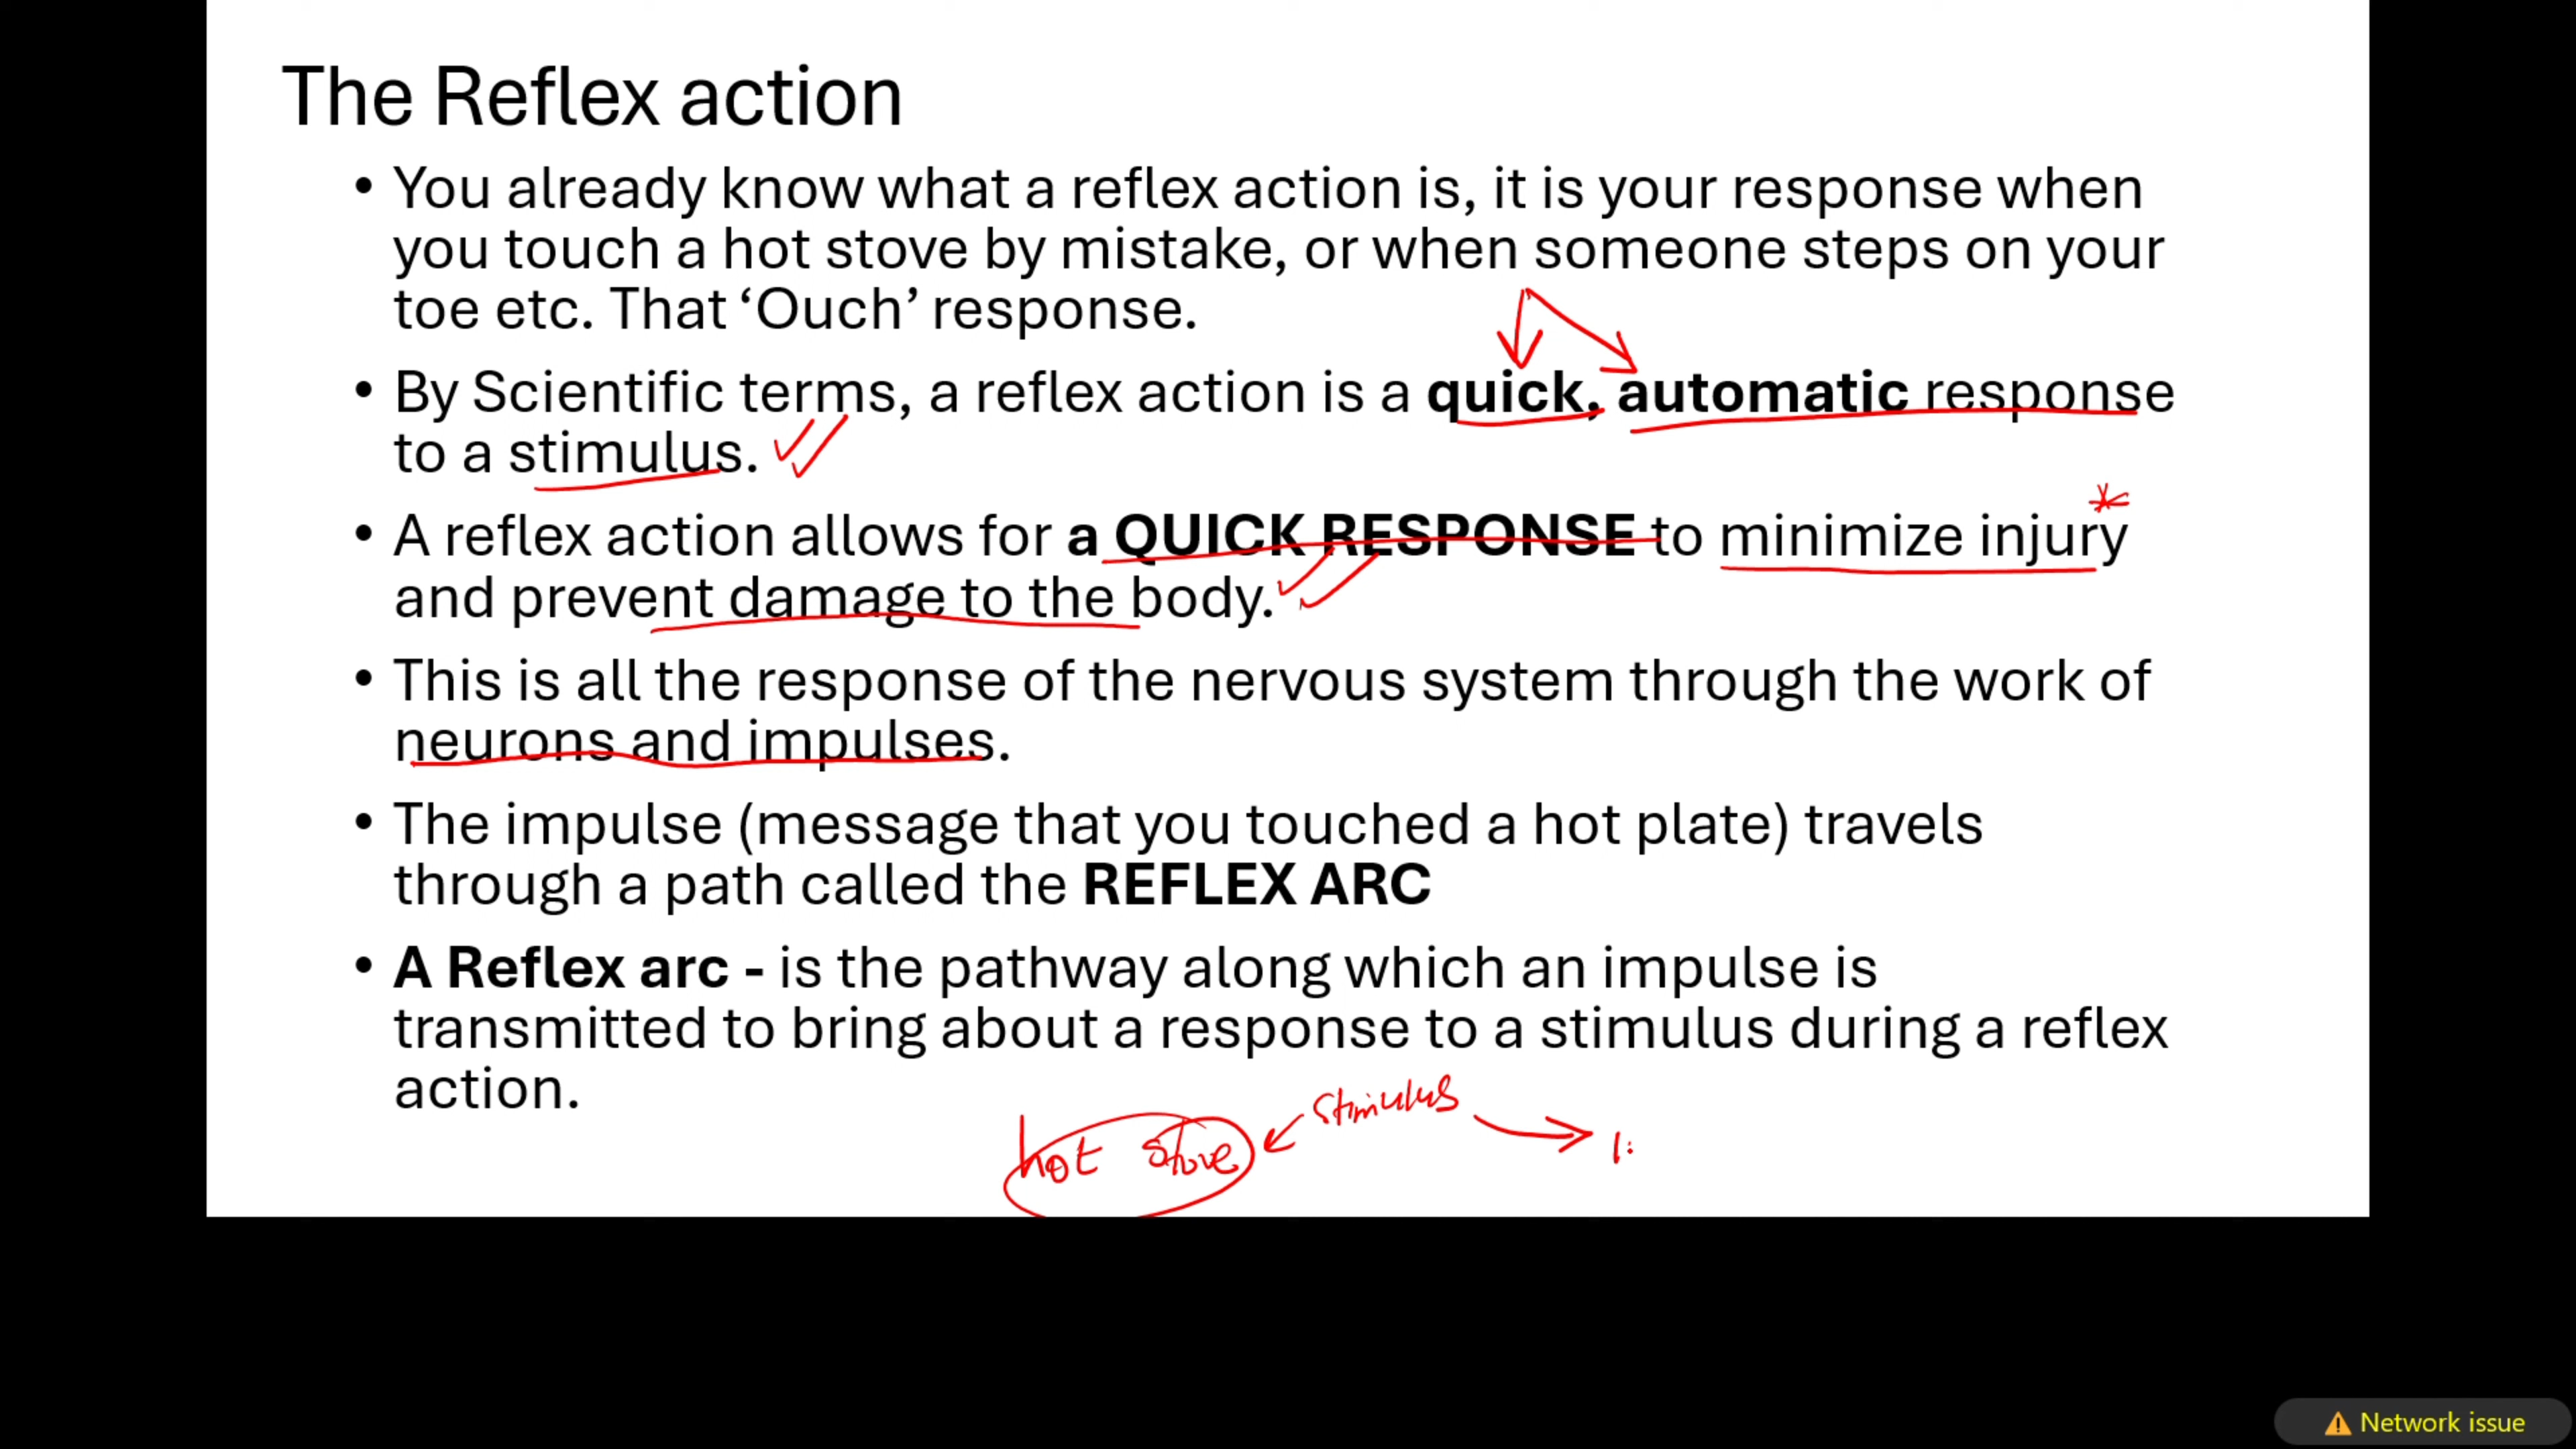 The Reflex action
• You already know what a reflex action is, it is your response when
you touch a hot stove by mistake, or when someone steps on your
toe etc. That ‘Ouch’ response.
• By Scientific terms, a reflex action is a quick, automatic response
to a stimulus.
• A reflex action allows for a QUICK RESPONSE to minimize injury
and prevent damage to the body.
• This is all the response of the nervous system through the work of
neurons and impulses.
• The impulse (message that you touched a hot plate) travels
through a path called the REFLEX ARC
• A Reflex arc - is the pathway along which an impulse is
transmitted to bring about a response to a stimulus during a reflex
action.
stimulus
hot stove
Network issue